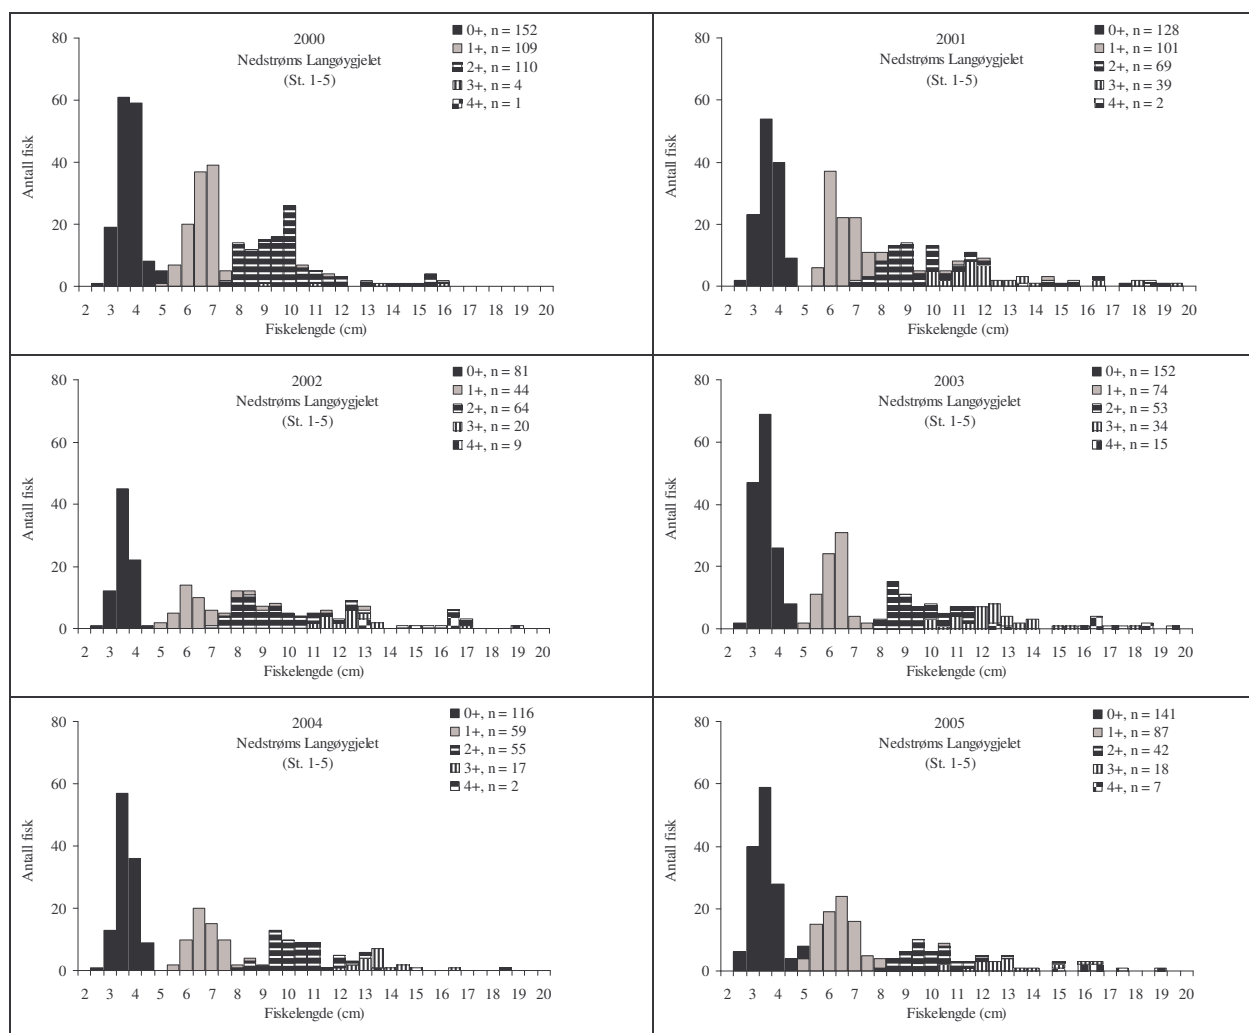 80
60
40
20
0
Antall fisk
2000
Nedstrøms Langøygjelet
(St. 1-5)
0+, n = 152
1+, n = 109
2+, n = 110
3+, n = 4
4+, n = 1
2 3 4 5 6 7 8 9 10 11 12 13 14 15 16 17 18 19 20
Fiskelengde (cm)
80
60
40
20
0
Antall fisk
2001
Nedstrøms Langøygjelet
(St. 1-5)
0+, n = 128
1+, n = 101
2+, n = 69
3+, n = 39
4+, n = 2
2 3 4 5 6 7 8 9 10 11 12 13 14 15 16 17 18 19 20
Fiskelengde (cm)
80
60
40
20
0
Antall fisk
2002
Nedstrøms Langøygjelet
(St. 1-5)
0+, n = 81
1+, n = 44
2+, n = 64
3+, n = 20
4+, n = 9
2 3 4 5 6 7 8 9 10 11 12 13 14 15 16 17 18 19 20
Fiskelengde (cm)
80
60
40
20
0
Antall fisk
2003
Nedstrøms Langøygjelet
(St. 1-5)
0+, n = 152
1+, n = 74
2+, n = 53
3+, n = 34
4+, n = 15
2 3 4 5 6 7 8 9 10 11 12 13 14 15 16 17 18 19 20
Fiskelengde (cm)
80
60
40
20
0
Antall fisk
2004
Nedstrøms Langøygjelet
(St. 1-5)
0+, n = 116
1+, n = 59
2+, n = 55
3+, n = 17
4+, n = 2
2 3 4 5 6 7 8 9 10 11 12 13 14 15 16 17 18 19 20
Fiskelengde (cm)
80
60
40
20
0
Antall fisk
2005
Nedstrøms Langøygjelet
(St. 1-5)
0+, n = 141
1+, n = 87
2+, n = 42
3+, n = 18
4+, n = 7
2 3 4 5 6 7 8 9 10 11 12 13 14 15 16 17 18 19 20
Fiskelengde (cm)